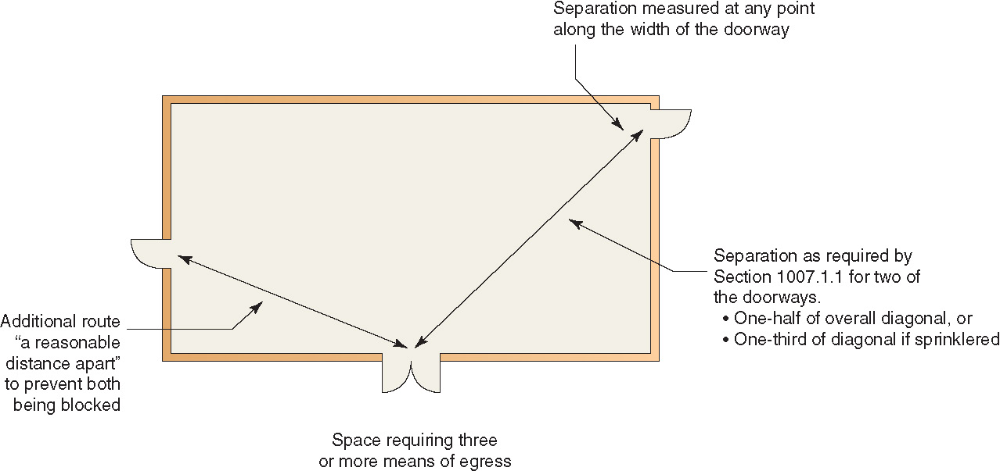 Separation measured at any point
along the width of the doorway
Separation as required by
Section 1007.1.1 for two of
the doorways.
• One-half of overall diagonal, or
• One-third of diagonal if sprinklered
Additional route
“a reasonable
distance apart”
to prevent both
being blocked
Space requiring three
or more means of egress